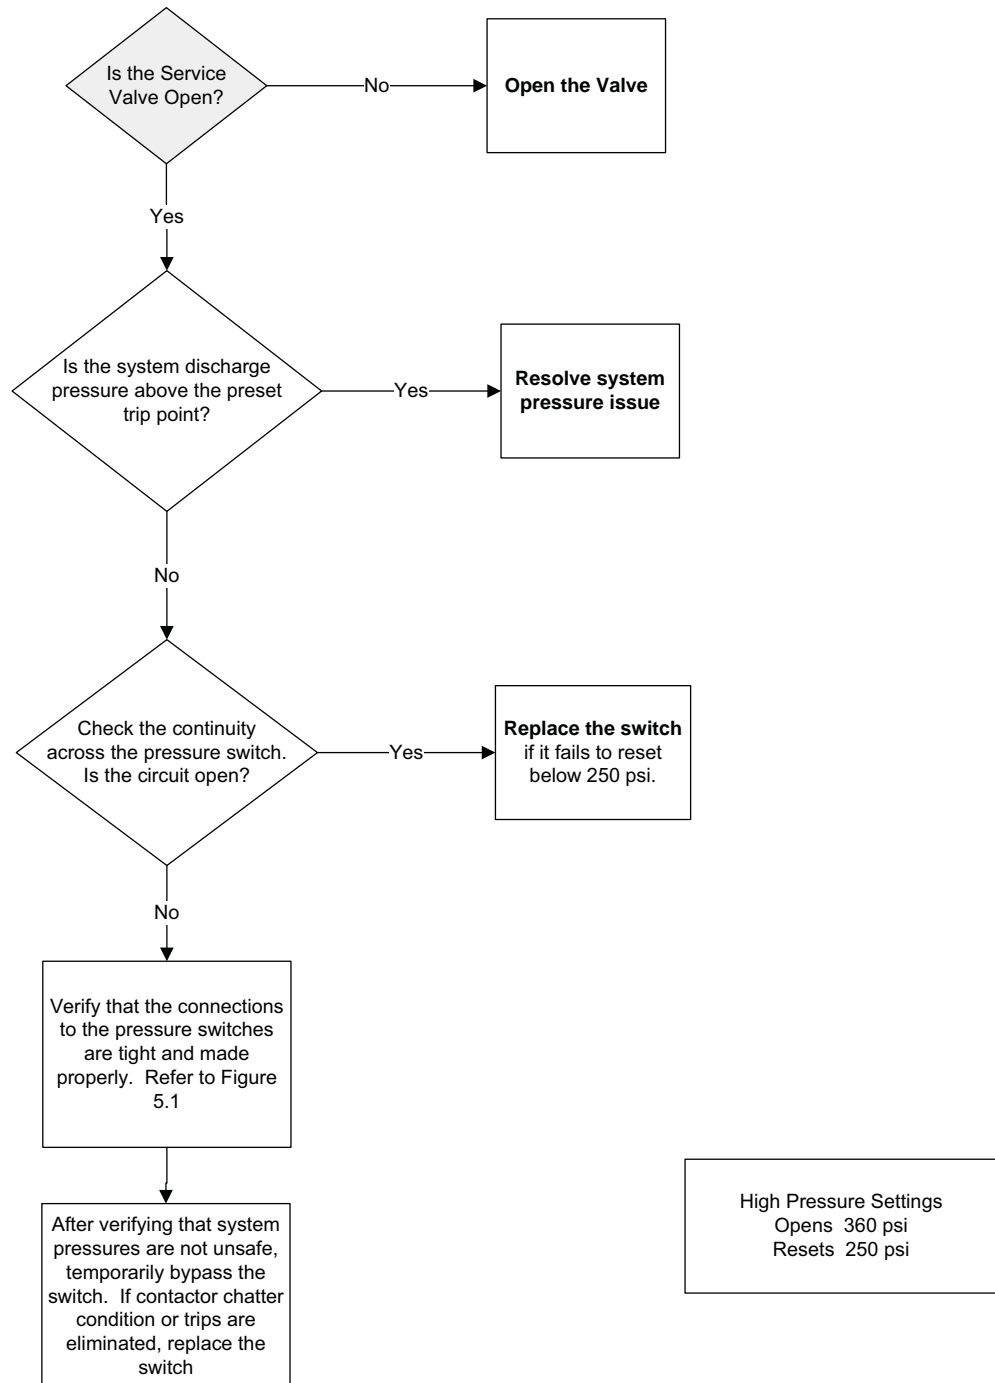 Is the Service
Valve Open?
No
Open the Valve
Yes
Is the system discharge
pressure above the preset
trip point?
Yes
Resolve system
pressure issue
No
Check the continuity
across the pressure switch.
Is the circuit open?
Yes
Replace the switch
if it fails to reset
below 250 psi.
No
Verify that the connections
to the pressure switches
are tight and made
properly.  Refer to Figure
5.1
After verifying that system
pressures are not unsafe,
temporarily bypass the
switch.  If contactor chatter
condition or trips are
eliminated, replace the
switch
High Pressure Settings
Opens  360 psi
Resets  250 psi